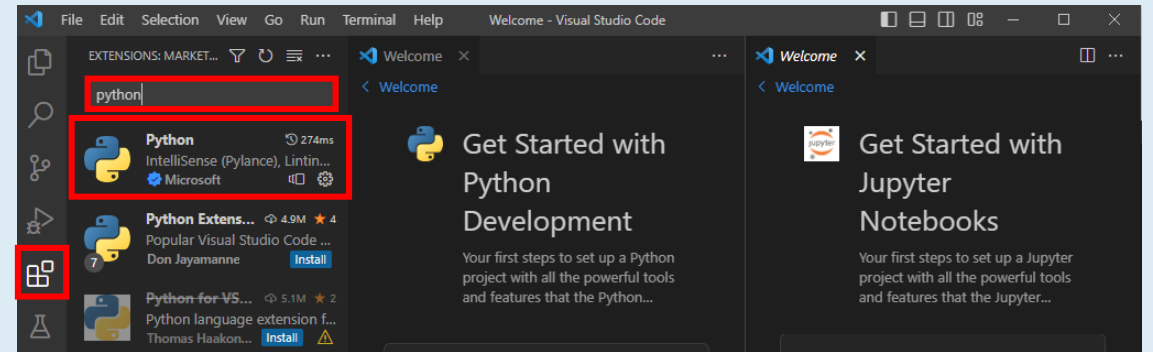 File Edit Selection View Go Run Terminal Help Welcome - Visual Studio Code
EXTENSIONS: MARKET...
python
Python 274ms
IntelliSense (Pylance), Lintin...
Microsoft
Python Extens... 4.9M ★ 4
Popular Visual Studio Code ...
Don Jayamanne Install
7
Python for VS... 5.1M ★ 2
Python language extension f...
Thomas Haakon... Install
Welcome
Welcome
Get Started with
Python
Development
Your first steps to set up a Python
project with all the powerful tools
and features that the Python...
Welcome
Welcome
jupyter
Get Started with
Jupyter
Notebooks
Your first steps to set up a Jupyter
project with all the powerful tools
and features that the Jupyter...